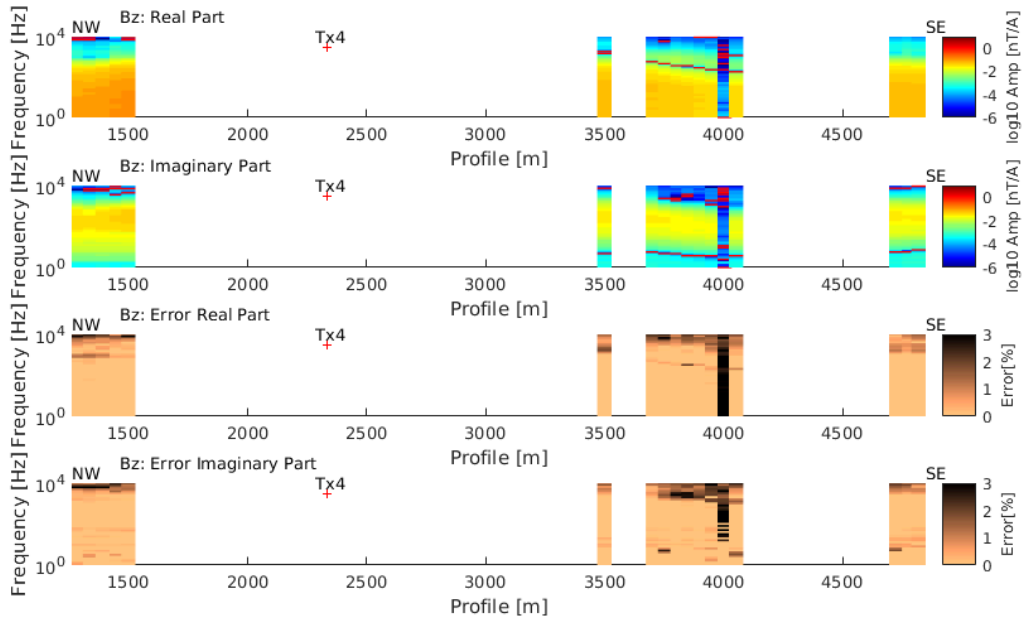 Bz: Real Part
NW
SE
Tx4
Frequency [Hz]
10^4
10^0
1500 2000 2500 3000 3500 4000 4500
Profile [m]
0
-2
-4
-6
log10 Amp [nT/A]
Bz: Imaginary Part
NW
SE
Tx4
Frequency [Hz]
10^4
10^0
1500 2000 2500 3000 3500 4000 4500
Profile [m]
0
-2
-4
-6
log10 Amp [nT/A]
Bz: Error Real Part
NW
SE
Tx4
Frequency [Hz]
10^4
10^0
1500 2000 2500 3000 3500 4000 4500
Profile [m]
3
2
1
0
Error[%]
Bz: Error Imaginary Part
NW
SE
Tx4
Frequency [Hz]
10^4
10^0
1500 2000 2500 3000 3500 4000 4500
Profile [m]
3
2
1
0
Error[%]